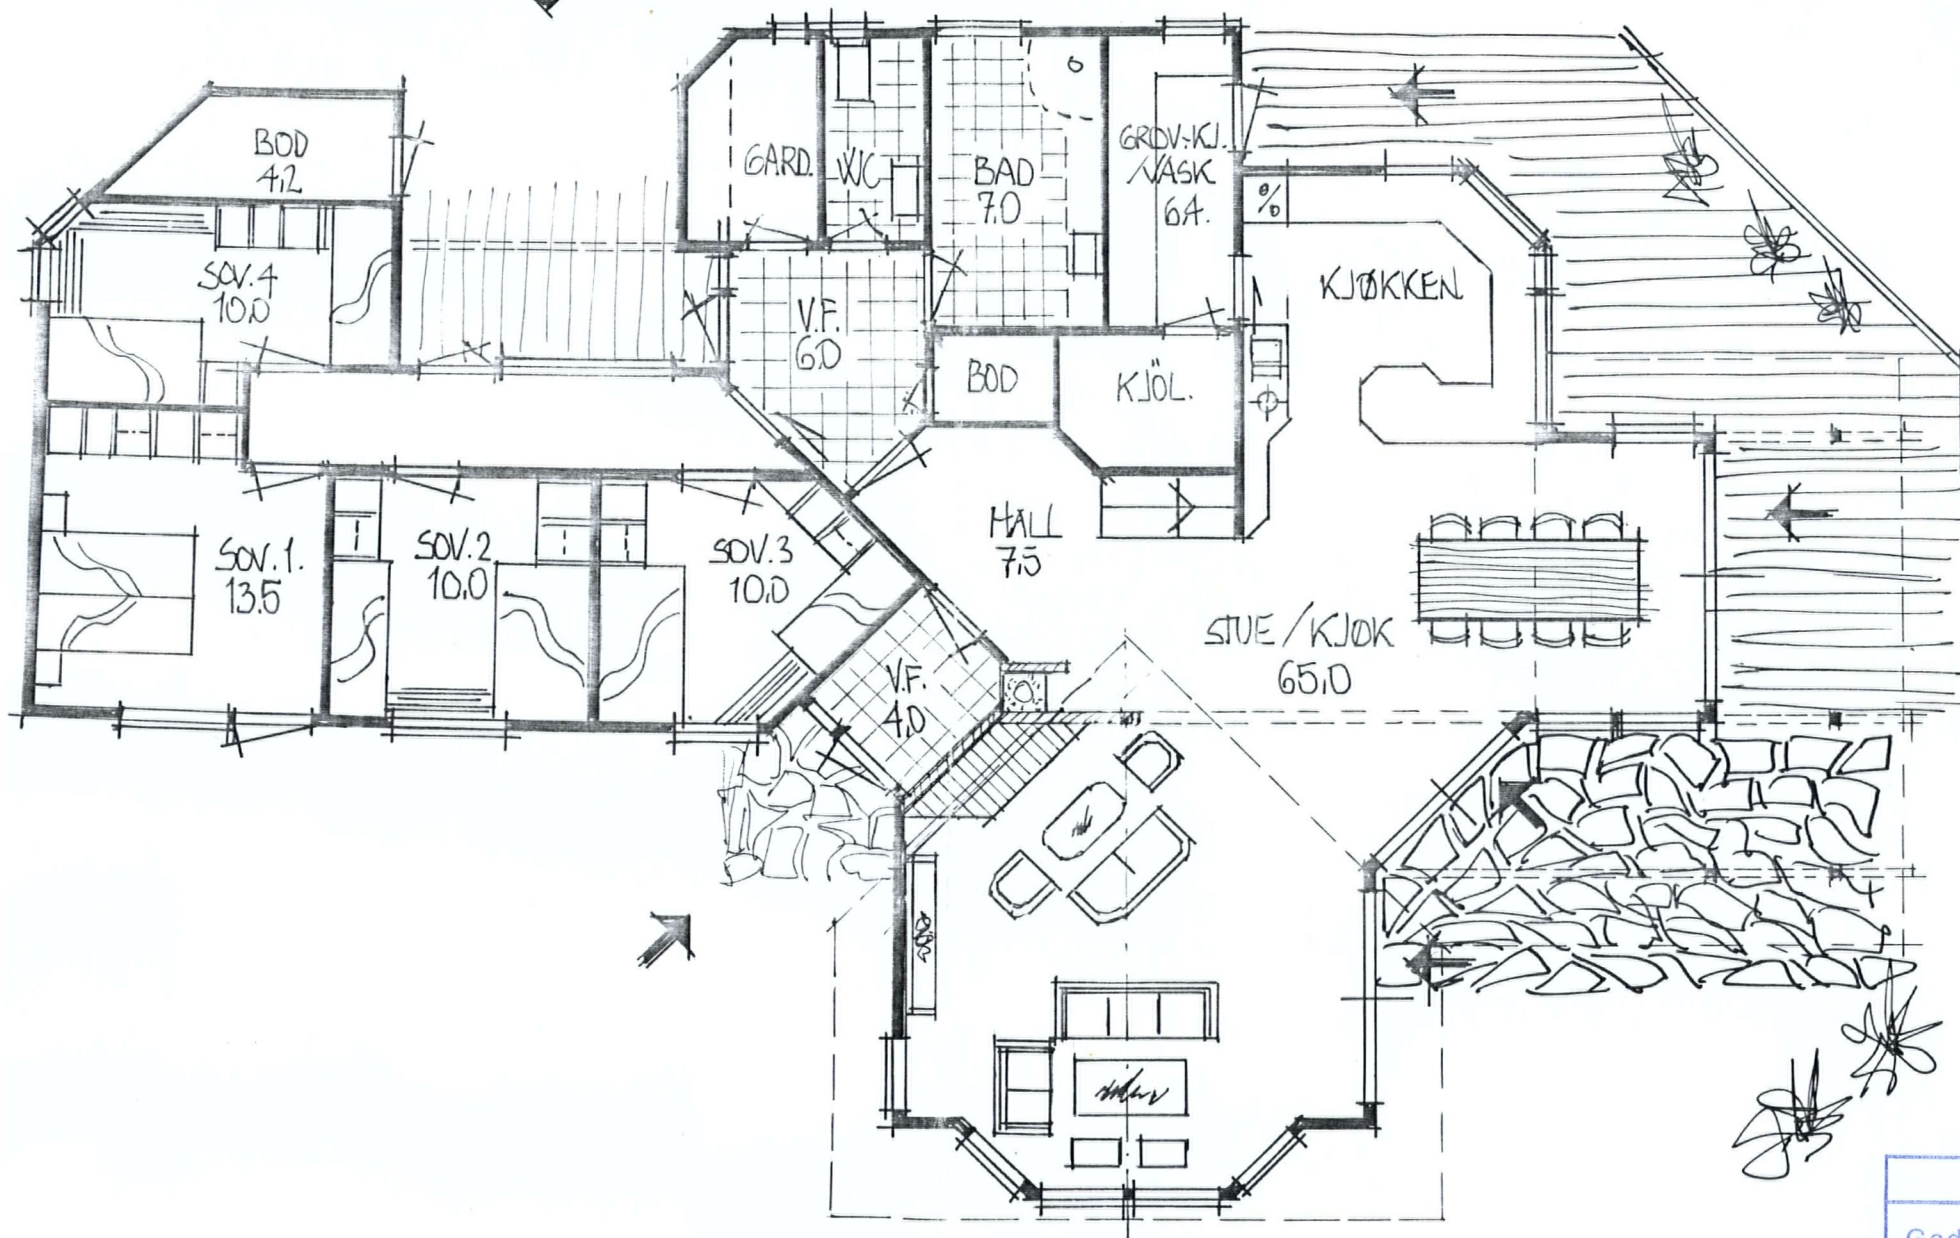 BOD
4,2
GARD.
WC
BAD
7,0
GROV-KJ.
/VASK
6,4.
%
KJØKKEN
SOV. 4
10,0
V.F.
6,0
BOD
KJÖL.
SOV. 1.
13,5
SOV. 2
10,0
SOV. 3
10,0
HALL
7,5
STUE / KJØK
65,0
V.F.
4,0